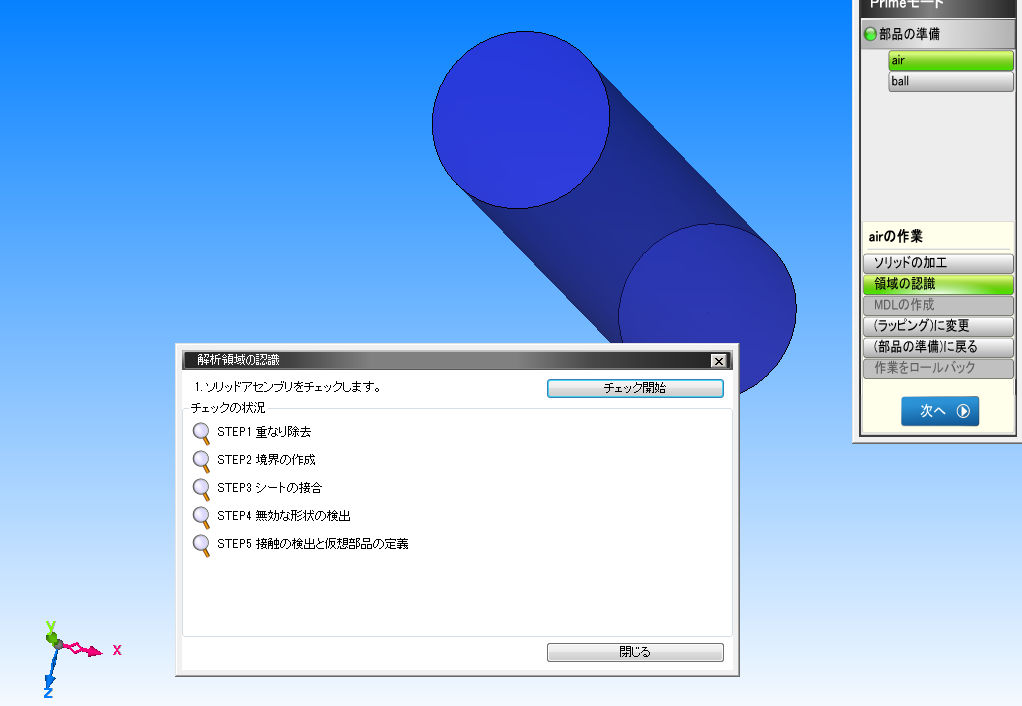 Primeモード
部品の準備
air
ball
airの作業
ソリッドの加工
領域の認識
MDLの作成
(ラッピング)に変更
(部品の準備)に戻る
作業をロールバック
次へ
解析領域の認識
1.ソリッドアセンブリをチェックします。
チェック開始
チェックの状況
STEP1 重なり除去
STEP2 境界の作成
STEP3 シートの接合
STEP4 無効な形状の検出
STEP5 接触の検出と仮想部品の定義
閉じる
Y
X
Z